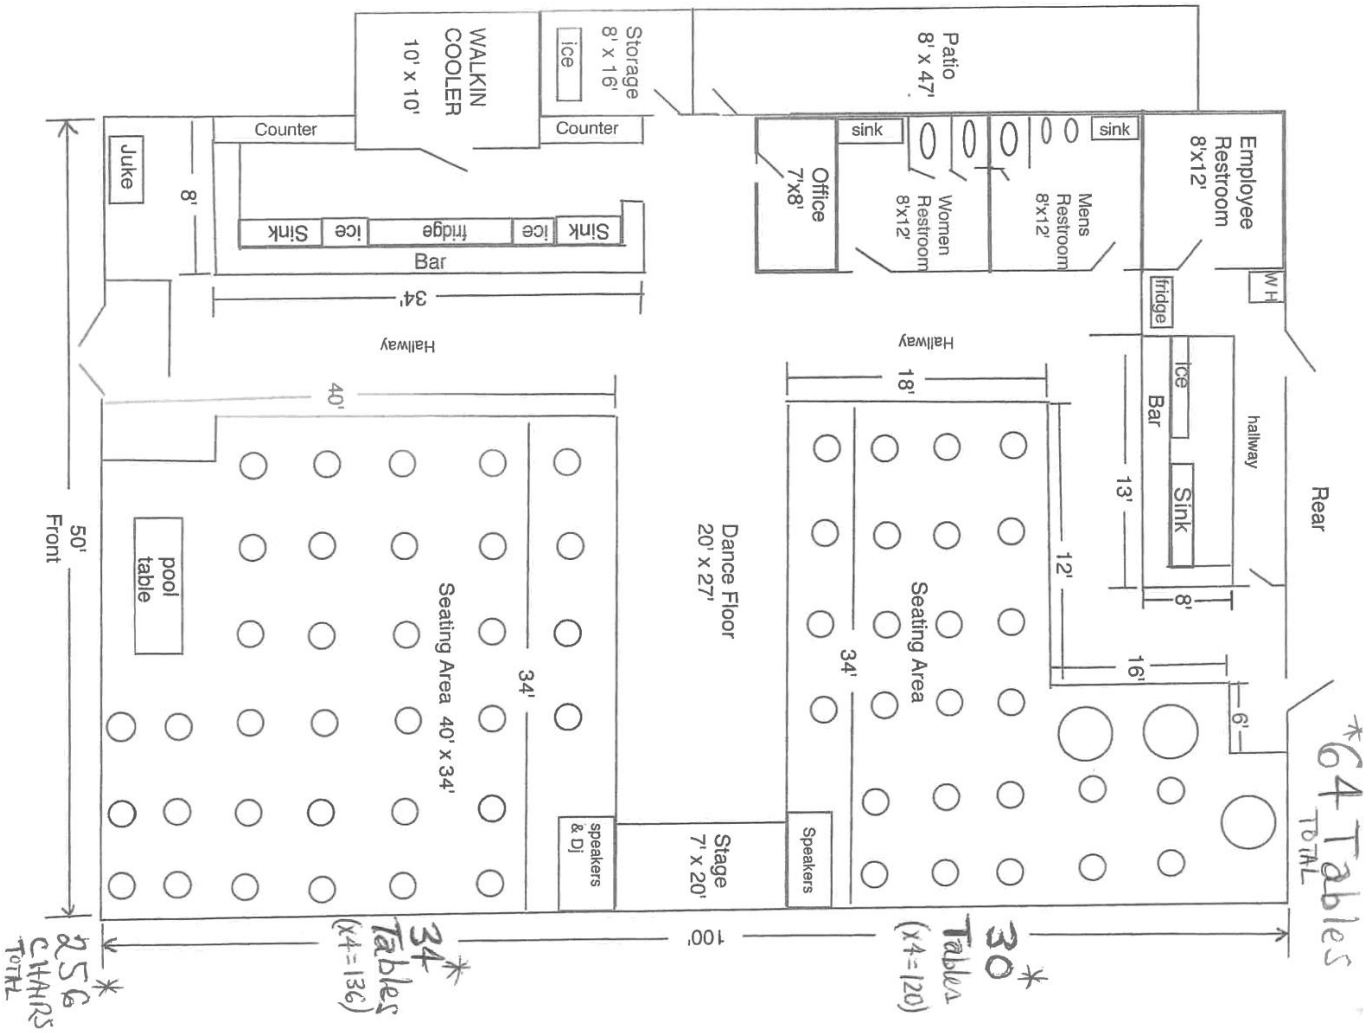 WALKIN
COOLER
10' x 10'
Storage
8' x 16'
ice
Patio
8' x 47'
Counter
Counter
Juke
8'
Sink
ice
fridge
ice
Sink
Bar
34'
Hallway
Office
7'x8'
sink
Women
Restroom
8'x12'
Mens
Restroom
8'x12'
sink
Employee
Restroom
8'x12'
W H
fridge
ice
Bar
Sink
hallway
Rear
13'
8'
Hallway
18'
40'
12'
16'
6'
50'
Front
pool
table
Seating Area 40' x 34'
34'
Dance Floor
20' x 27'
Seating Area
34'
speakers
& Dj
Stage
7' x 20'
Speakers
100'
*64 Tables
TOTAL
30*
Tables
(x4=120)
34*
Tables
(x4=136)
*
256
CHAIRS
TOTAL